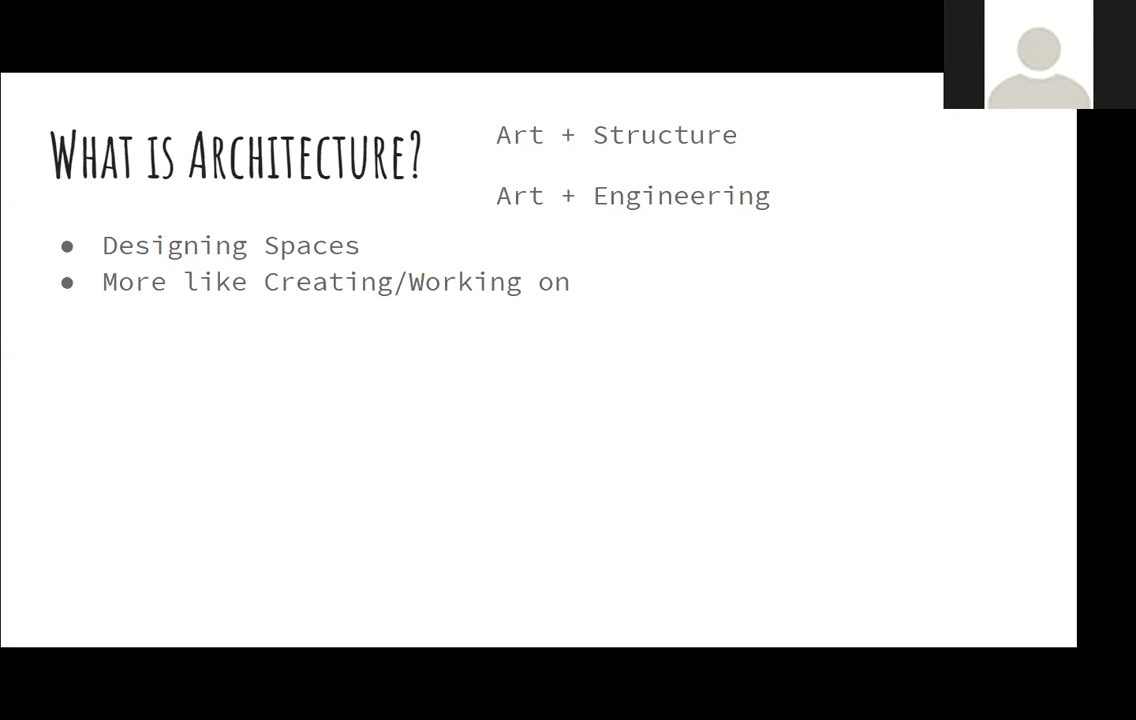 What is Architecture?
Art + Structure
Art + Engineering
● Designing Spaces
● More like Creating/Working on